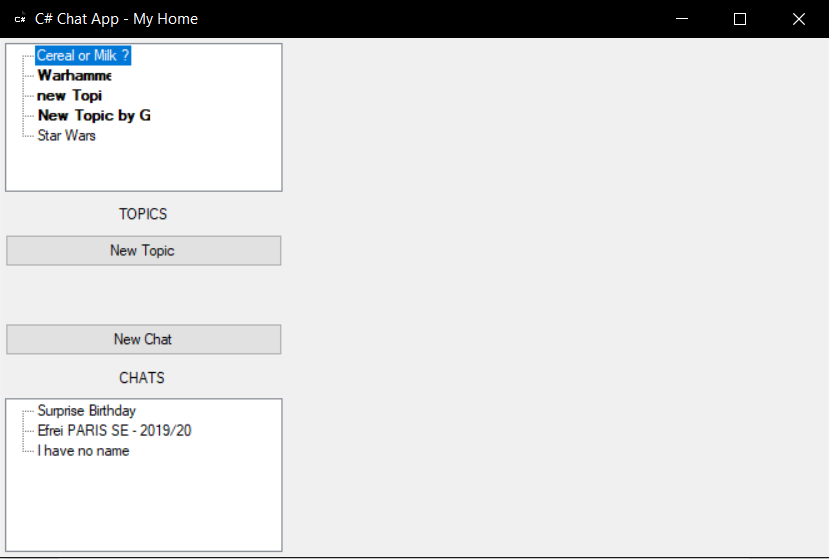 C# Chat App - My Home
Cereal or Milk ?
Warhamme
new Topi
New Topic by G
Star Wars
TOPICS
New Topic
New Chat
CHATS
Surprise Birthday
Efrei PARIS SE - 2019/20
I have no name